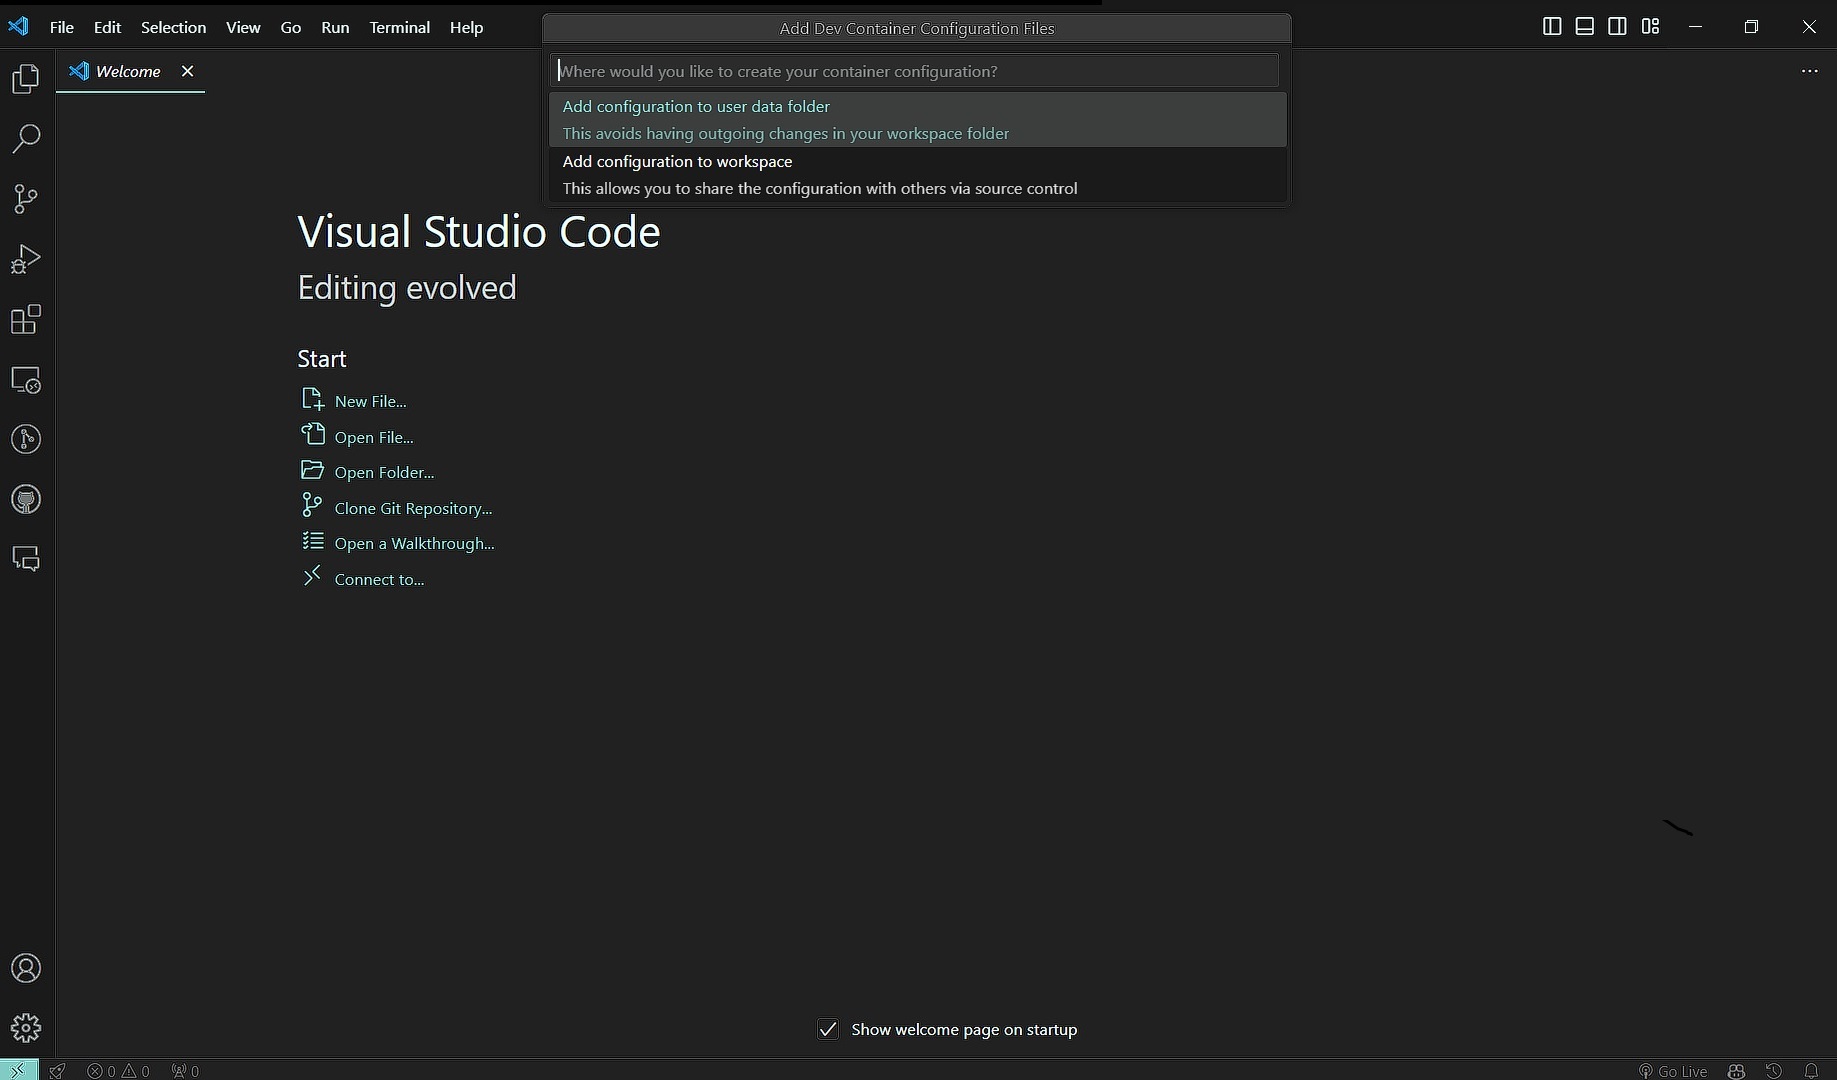 File Edit Selection View Go Run Terminal Help
Add Dev Container Configuration Files
Welcome
Where would you like to create your container configuration?
Add configuration to user data folder
This avoids having outgoing changes in your workspace folder
Add configuration to workspace
This allows you to share the configuration with others via source control
Visual Studio Code
Editing evolved
Start
New File...
Open File...
Open Folder...
Clone Git Repository...
Open a Walkthrough...
Connect to...
Show welcome page on startup
0 0 0 Go Live